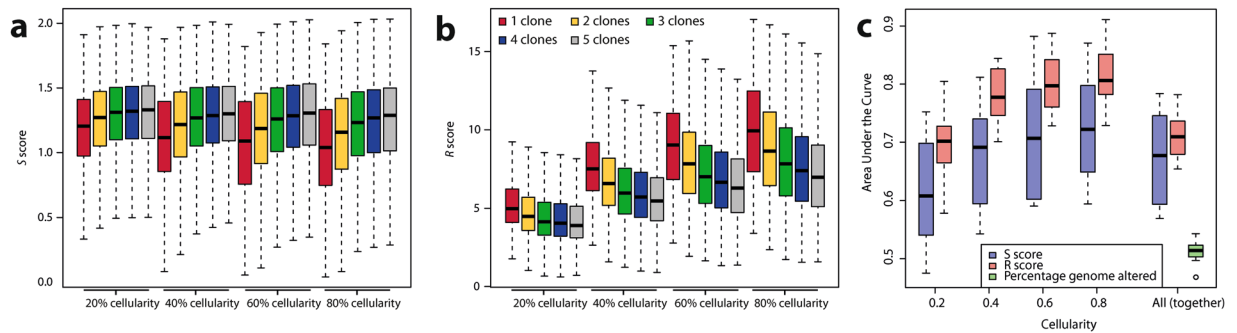 a
S score
2.0
1.5
1.0
0.5
0.0
20% cellularity 40% cellularity 60% cellularity 80% cellularity
b
R score
15
10
5
0
1 clone 2 clones 3 clones
4 clones 5 clones
20% cellularity 40% cellularity 60% cellularity 80% cellularity
c
Area Under the Curve
0.9
0.8
0.7
0.6
0.5
S score
R score
Percentage genome altered
0.2 0.4 0.6 0.8 All (together)
Cellularity